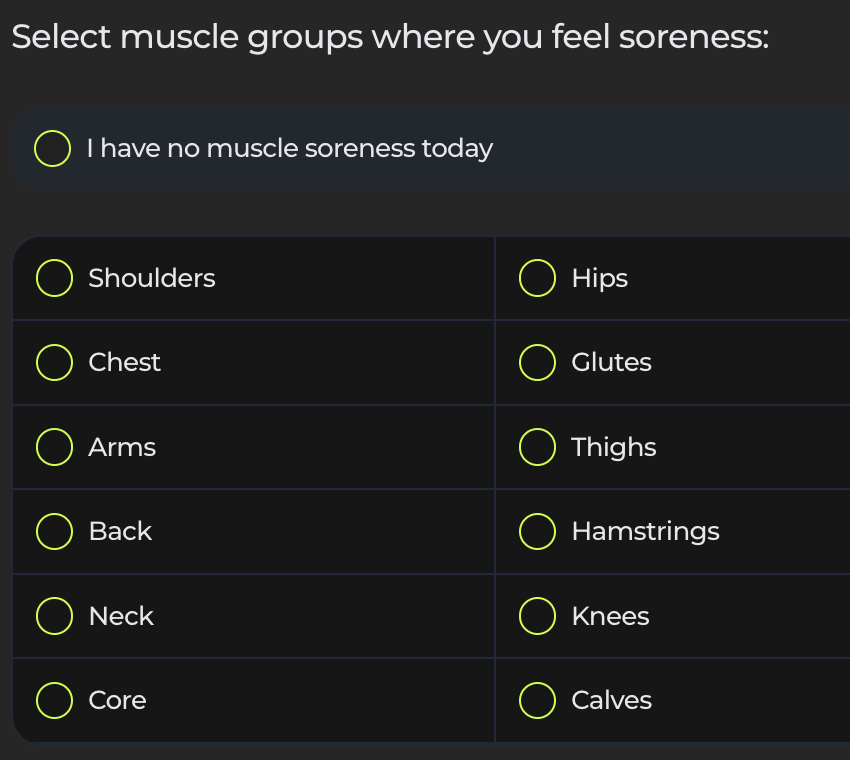 Select muscle groups where you feel soreness:
I have no muscle soreness today
Shoulders
Hips
Chest
Glutes
Arms
Thighs
Back
Hamstrings
Neck
Knees
Core
Calves